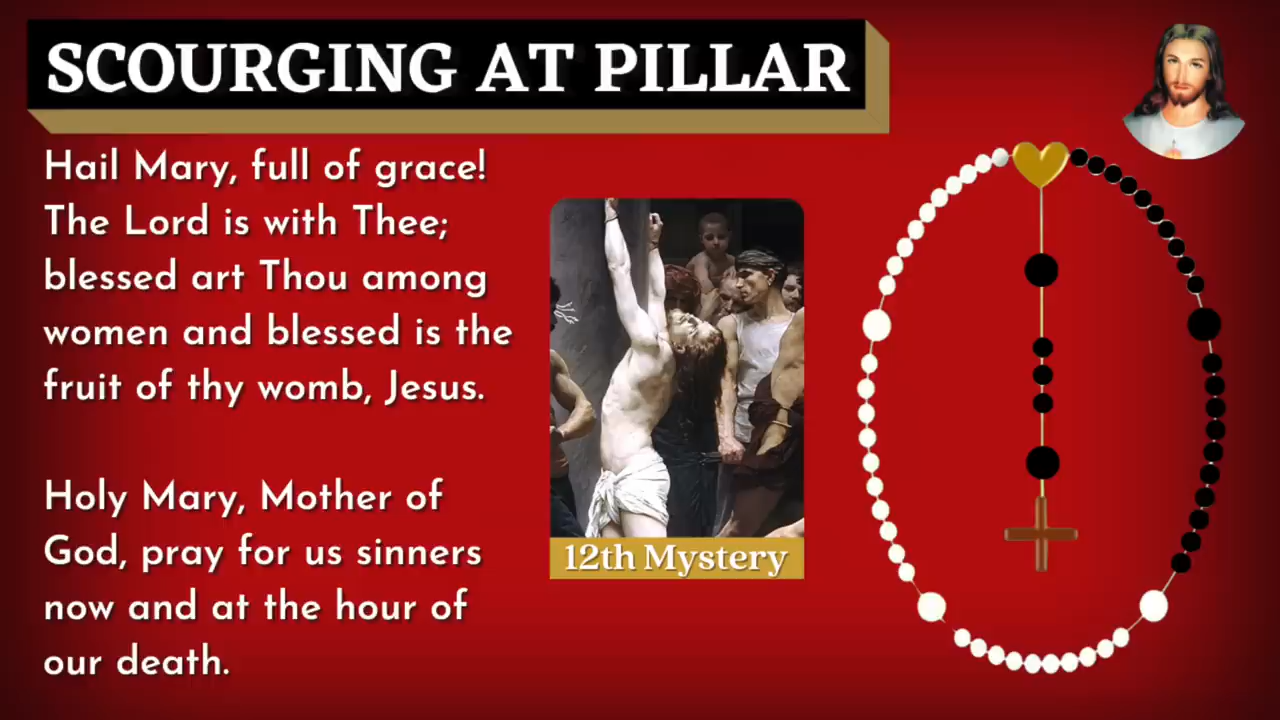 SCOURGING AT PILLAR
Hail Mary, full of grace!
The Lord is with Thee;
blessed art Thou among
women and blessed is the
fruit of thy womb, Jesus.
Holy Mary, Mother of
God, pray for us sinners
now and at the hour of
our death.
12th Mystery